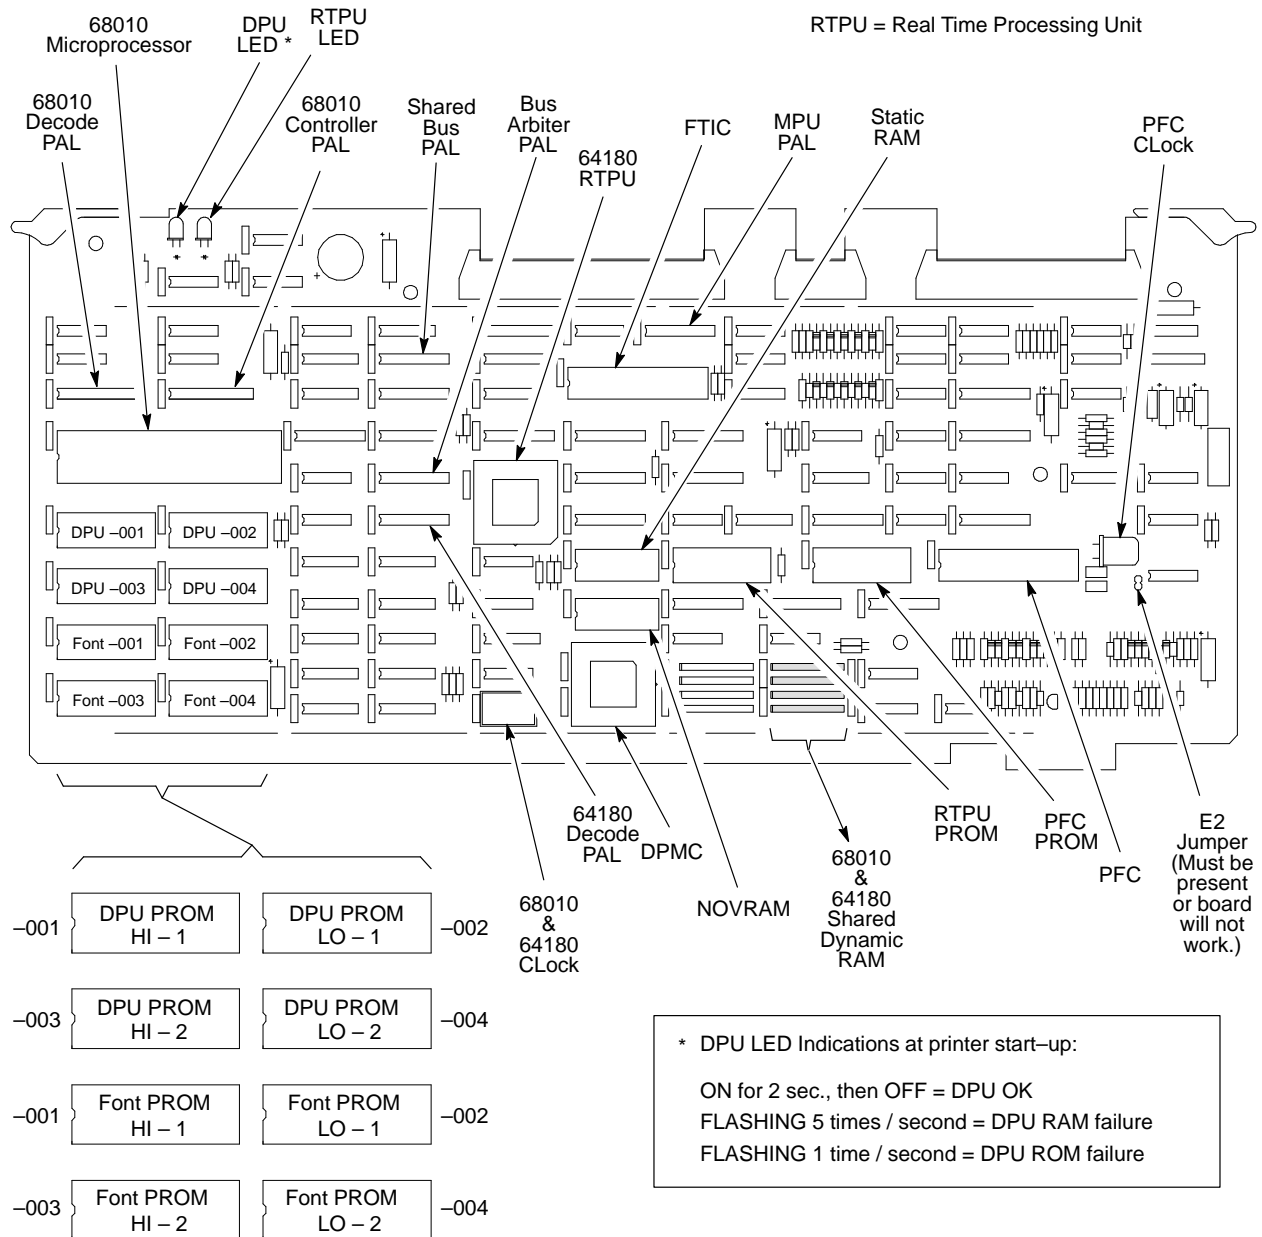 RTPU = Real Time Processing Unit
68010
Microprocessor
DPU
LED *
RTPU
LED
68010
Decode
PAL
68010
Controller
PAL
Shared
Bus
PAL
Bus
Arbiter
PAL
64180
RTPU
FTIC
MPU
PAL
Static
RAM
PFC
CLock
* *
DPU –001
DPU –002
DPU –003
DPU –004
Font –001
Font –002
Font –003
Font –004
64180
Decode
PAL
DPMC
68010
&
64180
CLock
NOVRAM
68010
&
64180
Shared
Dynamic
RAM
RTPU
PROM
PFC
PROM
PFC
E2
Jumper
(Must be
present
or board
will not
work.)
–001
DPU PROM
HI – 1
DPU PROM
LO – 1
–002
–003
DPU PROM
HI – 2
DPU PROM
LO – 2
–004
–001
Font PROM
HI – 1
Font PROM
LO – 1
–002
–003
Font PROM
HI – 2
Font PROM
LO – 2
–004
* DPU LED Indications at printer start–up:
ON for 2 sec., then OFF = DPU OK
FLASHING 5 times / second = DPU RAM failure
FLASHING 1 time / second = DPU ROM failure